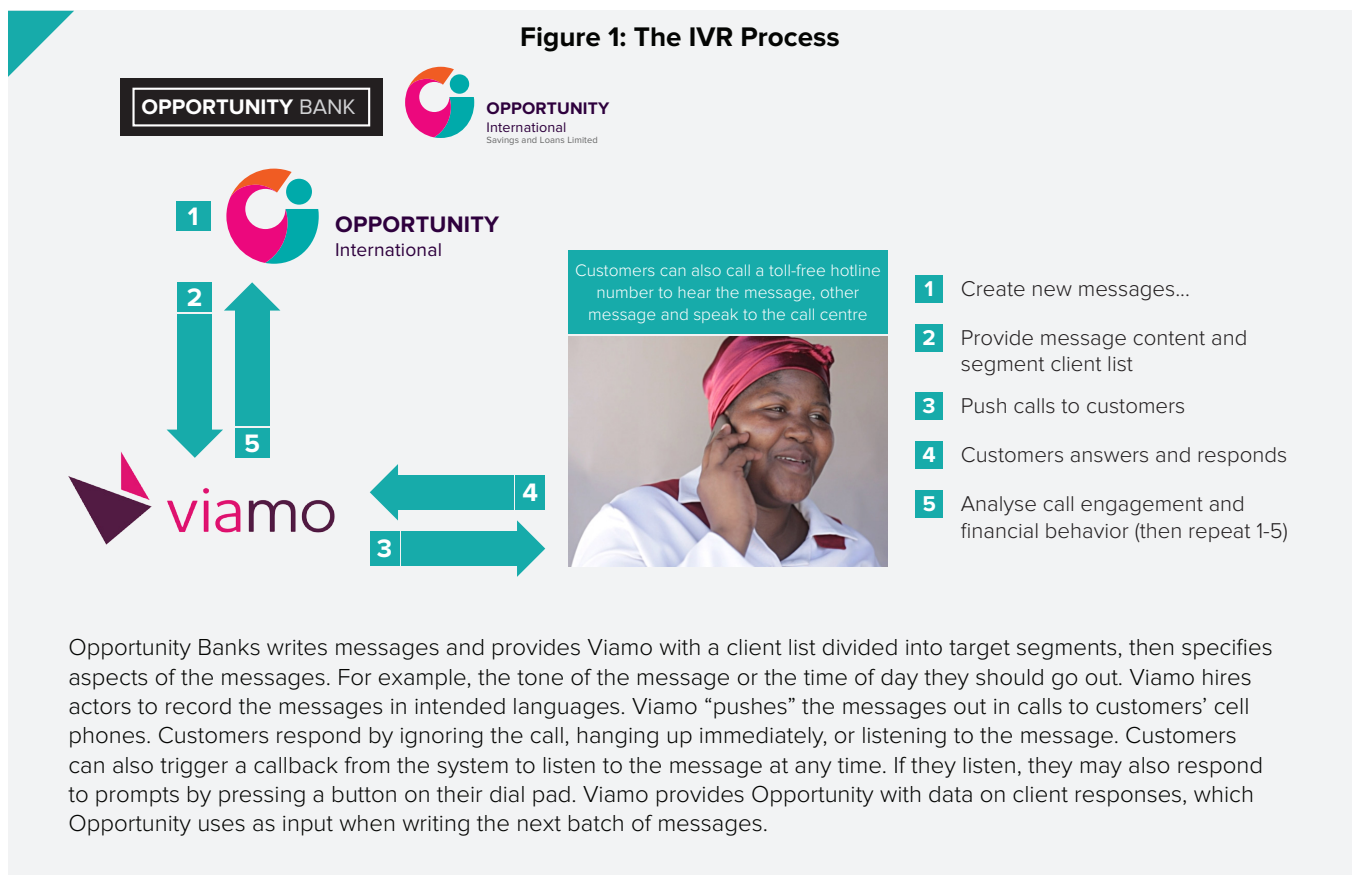 Figure 1: The IVR Process
OPPORTUNITY BANK
OPPORTUNITY
International
Savings and Loans Limited
1
OPPORTUNITY
International
2
5
viamo
4
3
Customers can also call a toll-free hotline
number to hear the message, other
message and speak to the call centre
1 Create new messages...
2 Provide message content and
segment client list
3 Push calls to customers
4 Customers answers and responds
5 Analyse call engagement and
financial behavior (then repeat 1-5)
Opportunity Banks writes messages and provides Viamo with a client list divided into target segments, then specifies
aspects of the messages. For example, the tone of the message or the time of day they should go out. Viamo hires
actors to record the messages in intended languages. Viamo “pushes” the messages out in calls to customers’ cell
phones. Customers respond by ignoring the call, hanging up immediately, or listening to the message. Customers
can also trigger a callback from the system to listen to the message at any time. If they listen, they may also respond
to prompts by pressing a button on their dial pad. Viamo provides Opportunity with data on client responses, which
Opportunity uses as input when writing the next batch of messages.